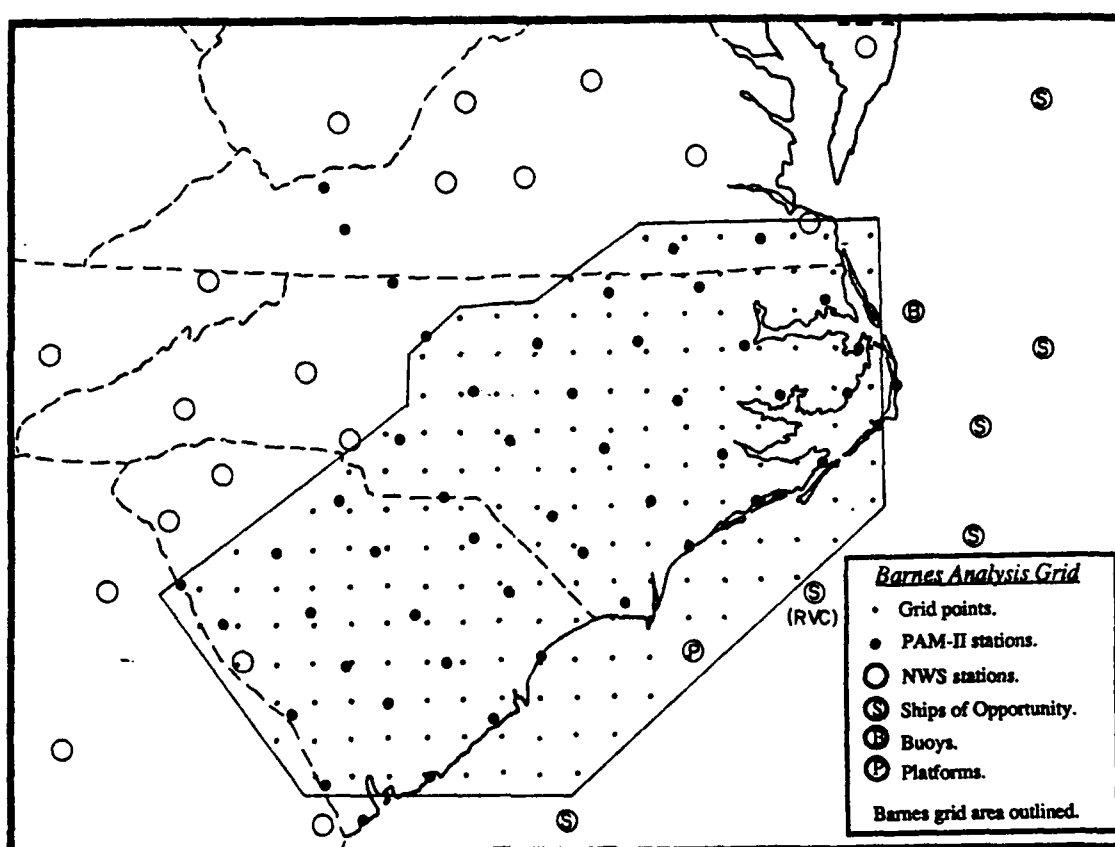 S
B
S
S
S
S
(RVC)
P
S
Barnes Analysis Grid
Grid points.
PAM-II stations.
NWS stations.
S Ships of Opportunity.
B Buoys.
P Platforms.
Barnes grid area outlined.